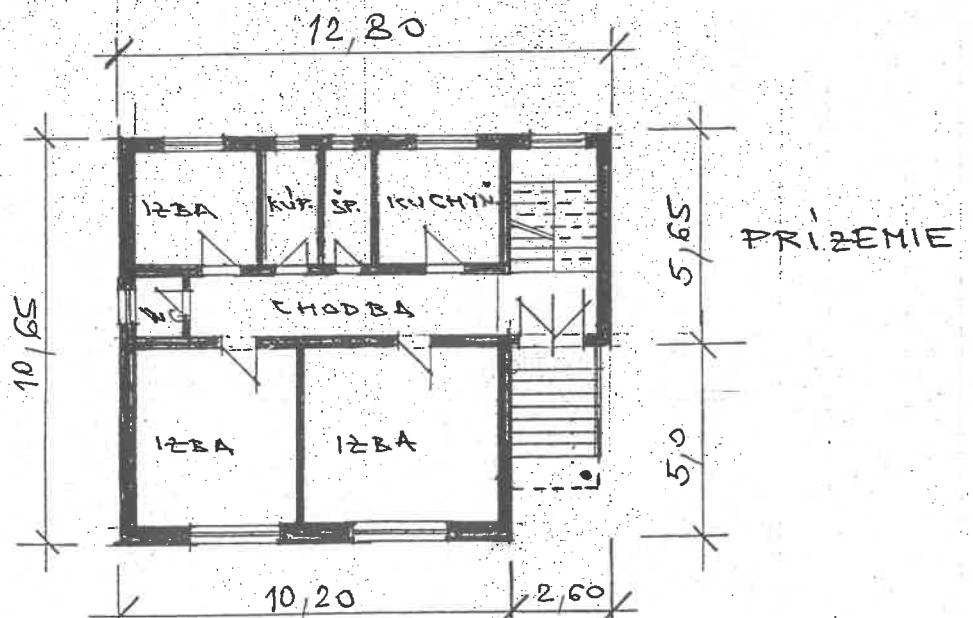 12,80
IZBA
KÚP.
ŠP.
KUCHYŇ
5,65
PRÍZEMIE
10,65
WC
CHODBA
IZBA
IZBA
5,0
10,20
2,60